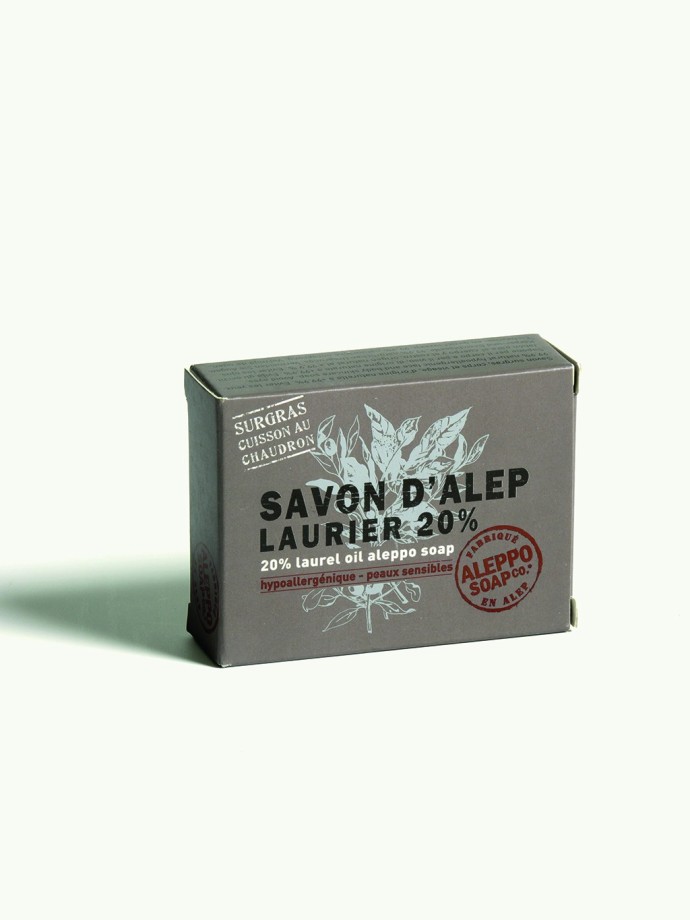 SURGRAS
CUISSON AU
CHAUDRON
SAVON D'ALEP
LAURIER 20%
20% laurel oil aleppo soap
hypoallergénique - peaux sensibles
FABRIQUÉ
ALEPPO
SOAP CO.
EN ALEP
ALEPPO